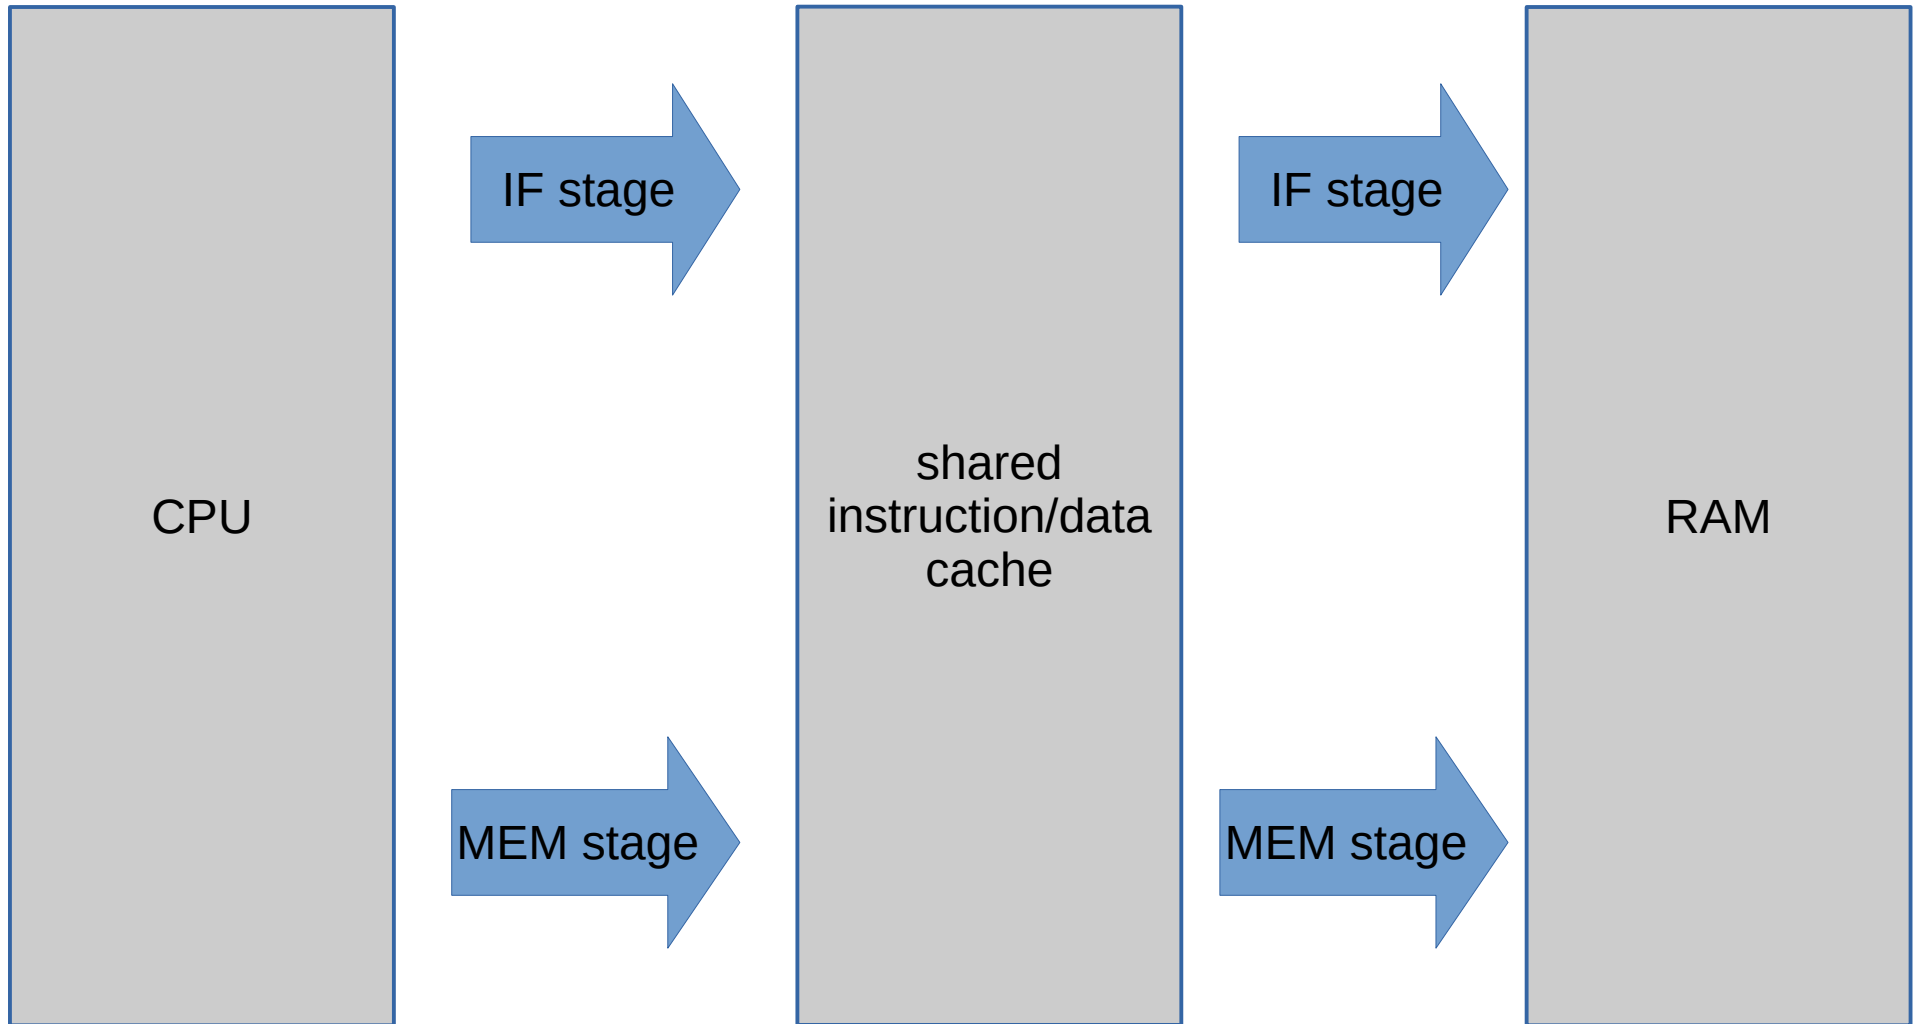 IF stage
IF stage
shared
instruction/data
cache
CPU
RAM
MEM stage
MEM stage